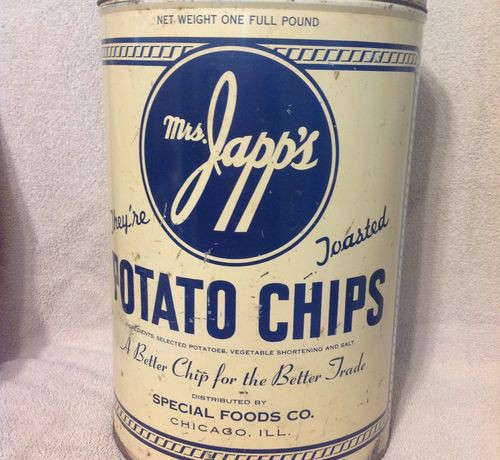 NET WEIGHT ONE FULL POUND
Mrs. Japp's
They're Toasted
POTATO CHIPS
INGREDIENTS: SELECTED POTATOES, VEGETABLE SHORTENING AND SALT.
A Better Chip for the Better Trade
DISTRIBUTED BY
SPECIAL FOODS CO.
CHICAGO, ILL.